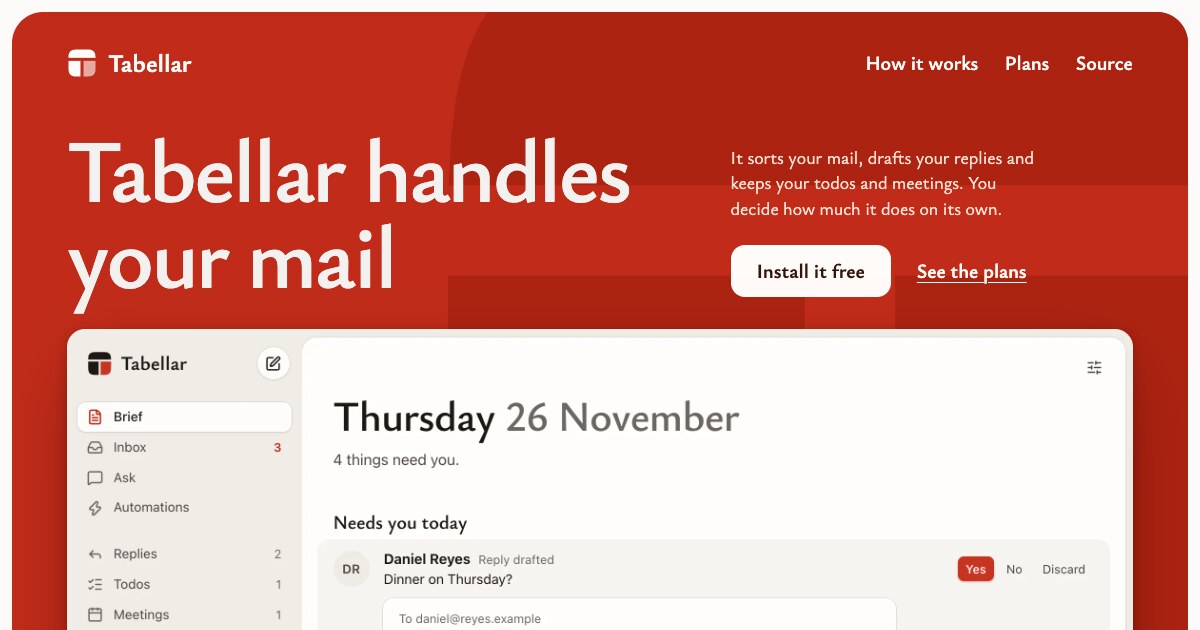 Tabellar
How it works
Plans
Source
Tabellar handles
your mail
It sorts your mail, drafts your replies and
keeps your todos and meetings. You
decide how much it does on its own.
Install it free
See the plans
Tabellar
Brief
Inbox 3
Ask
Automations
Replies 2
Todos 1
Meetings 1
Thursday 26 November
4 things need you.
Needs you today
DR
Daniel Reyes Reply drafted
Dinner on Thursday?
Yes
No
Discard
To daniel@reyes.example